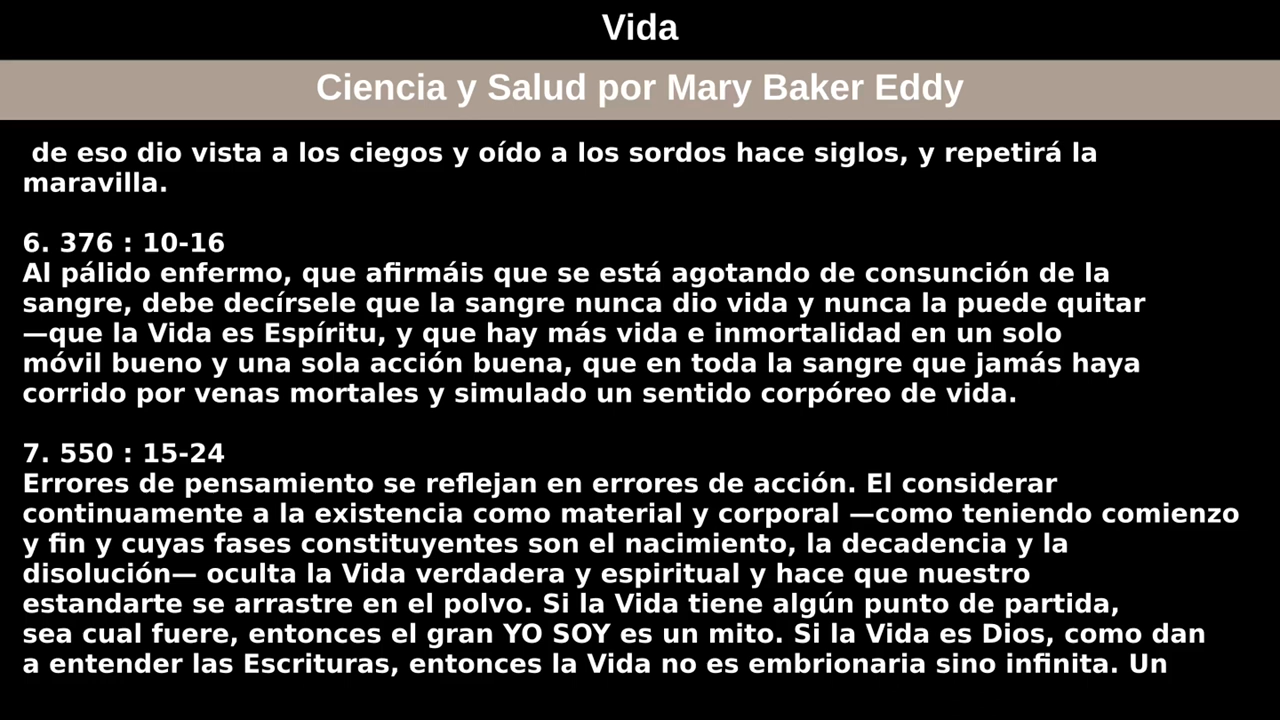 Vida
Ciencia y Salud por Mary Baker Eddy
de eso dio vista a los ciegos y oído a los sordos hace siglos, y repetirá la
maravilla.
6. 376 : 10-16
Al pálido enfermo, que afirmáis que se está agotando de consunción de la
sangre, debe decírsele que la sangre nunca dio vida y nunca la puede quitar
—que la Vida es Espíritu, y que hay más vida e inmortalidad en un solo
móvil bueno y una sola acción buena, que en toda la sangre que jamás haya
corrido por venas mortales y simulado un sentido corpóreo de vida.
7. 550 : 15-24
Errores de pensamiento se reflejan en errores de acción. El considerar
continuamente a la existencia como material y corporal —como teniendo comienzo
y fin y cuyas fases constituyentes son el nacimiento, la decadencia y la
disolución— oculta la Vida verdadera y espiritual y hace que nuestro
estandarte se arrastre en el polvo. Si la Vida tiene algún punto de partida,
sea cual fuere, entonces el gran YO SOY es un mito. Si la Vida es Dios, como dan
a entender las Escrituras, entonces la Vida no es embrionaria sino infinita. Un